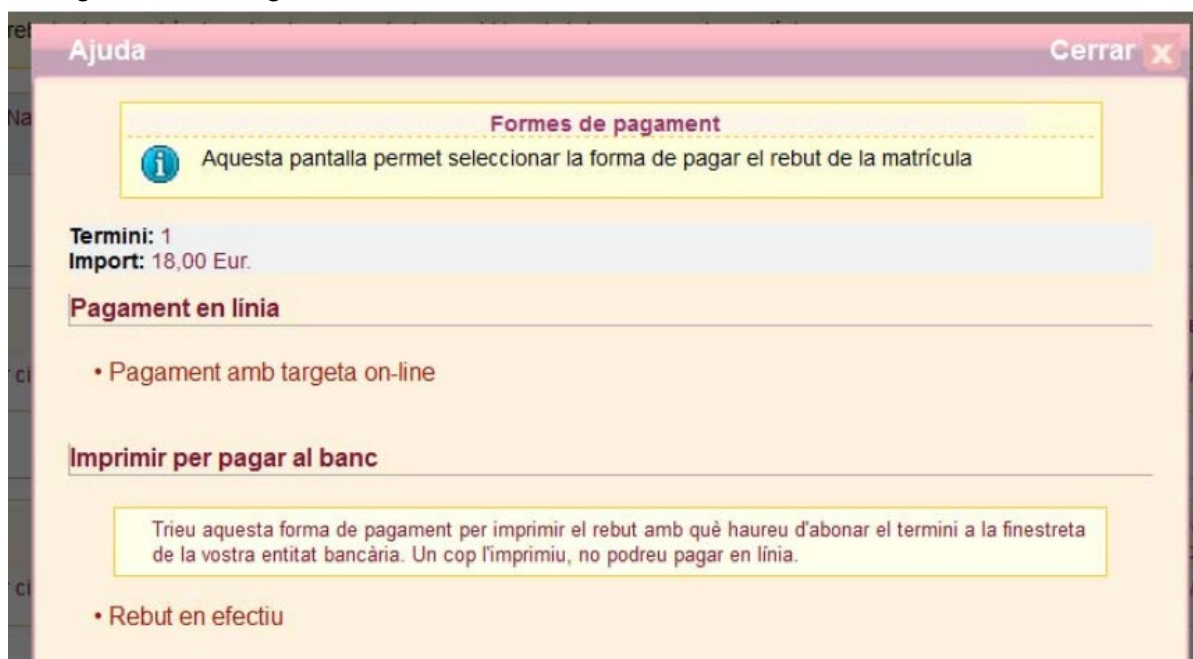 Ajuda
Cerrar x
Formes de pagament
Aquesta pantalla permet seleccionar la forma de pagar el rebut de la matrícula
Termini: 1
Import: 18,00 Eur.
Pagament en línia
• Pagament amb targeta on-line
Imprimir per pagar al banc
Trieu aquesta forma de pagament per imprimir el rebut amb què haureu d'abonar el termini a la finestreta
de la vostra entitat bancària. Un cop l'imprimiu, no podreu pagar en línia.
• Rebut en efectiu